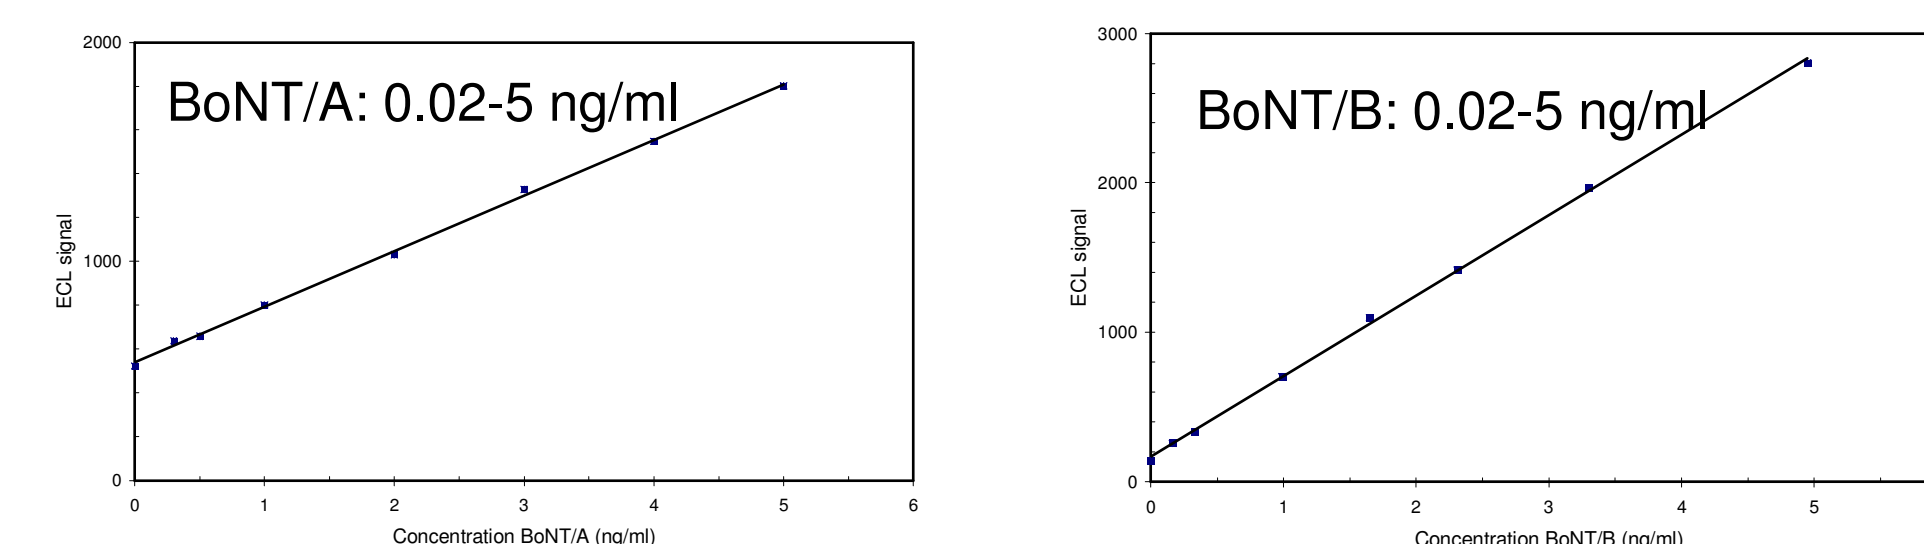 2000
BoNT/A: 0.02-5 ng/ml
ECL signal
1000
0
0 1 2 3 4 5 6
Concentration BoNT/A (ng/ml)
3000
BoNT/B: 0.02-5 ng/ml
2000
ECL signal
1000
0
0 1 2 3 4 5
Concentration BoNT/B (ng/ml)